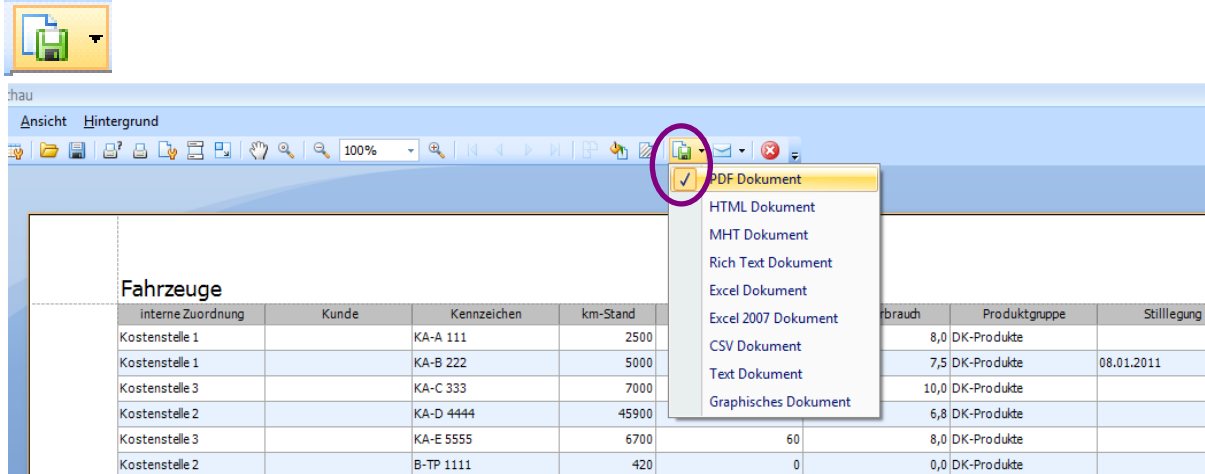 chau
Ansicht Hintergrund
100%
PDF Dokument
HTML Dokument
MHT Dokument
Rich Text Dokument
Excel Dokument
Excel 2007 Dokument
CSV Dokument
Text Dokument
Graphisches Dokument
Fahrzeuge
interne Zuordnung Kunde Kennzeichen km-Stand rbrauch Produktgruppe Stilllegung
Kostenstelle 1 KA-A 111 2500 8,0 DK-Produkte
Kostenstelle 1 KA-B 222 5000 7,5 DK-Produkte 08.01.2011
Kostenstelle 3 KA-C 333 7000 10,0 DK-Produkte
Kostenstelle 2 KA-D 4444 45900 6,8 DK-Produkte
Kostenstelle 3 KA-E 5555 6700 60 8,0 DK-Produkte
Kostenstelle 2 B-TP 1111 420 0 0,0 DK-Produkte